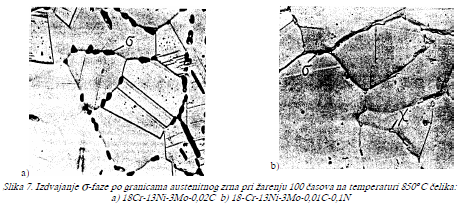 σ
σ
a)
b)
Slika 7. Izdvajanje σ-faze po granicama austenitnog zrna pri žarenju 100 časova na temperaturi 850°C čelika:
a) 18Cr-13Ni-3Mo-0,02C b) 18-Cr-13Ni-3Mo-0,01C-0,1N